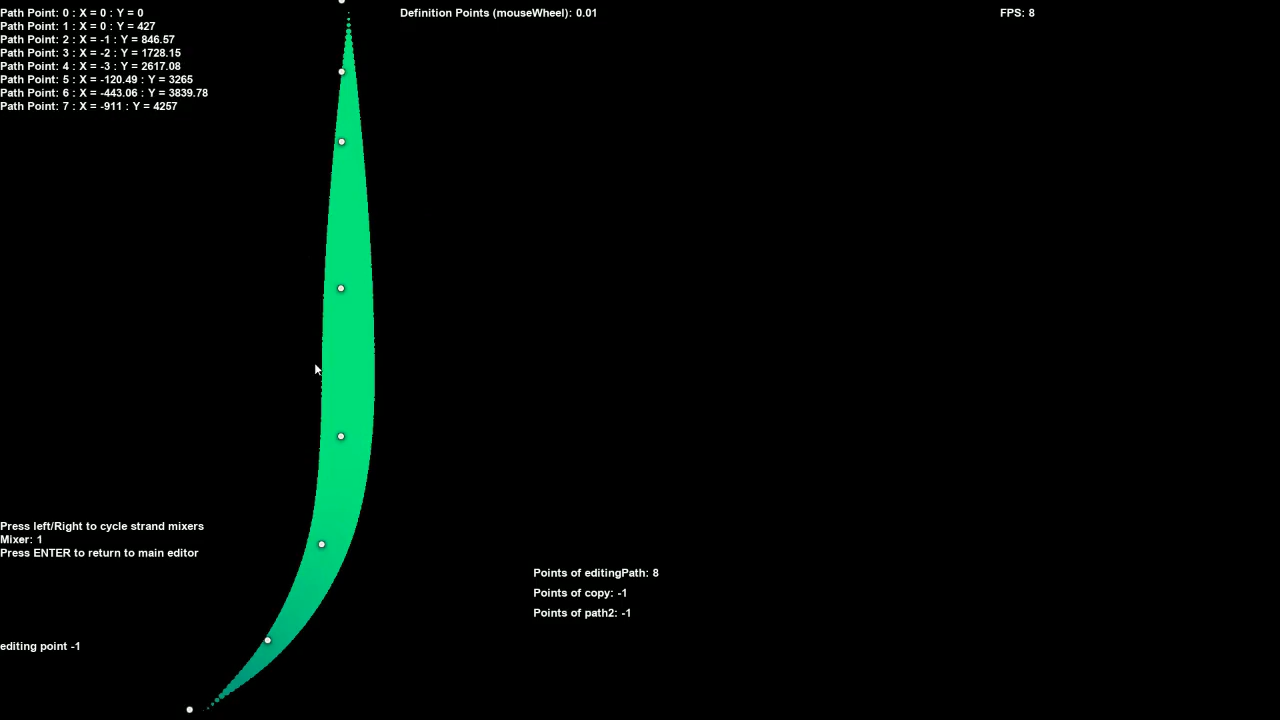 Path Point: 0 : X = 0 : Y = 0
Path Point: 1 : X = 0 : Y = 427
Path Point: 2 : X = -1 : Y = 846.57
Path Point: 3 : X = -2 : Y = 1728.15
Path Point: 4 : X = -3 : Y = 2617.08
Path Point: 5 : X = -120.49 : Y = 3265
Path Point: 6 : X = -443.06 : Y = 3839.78
Path Point: 7 : X = -911 : Y = 4257
Definition Points (mouseWheel): 0.01
FPS: 8
Press left/Right to cycle strand mixers
Mixer: 1
Press ENTER to return to main editor
Points of editingPath: 8
Points of copy: -1
Points of path2: -1
editing point -1